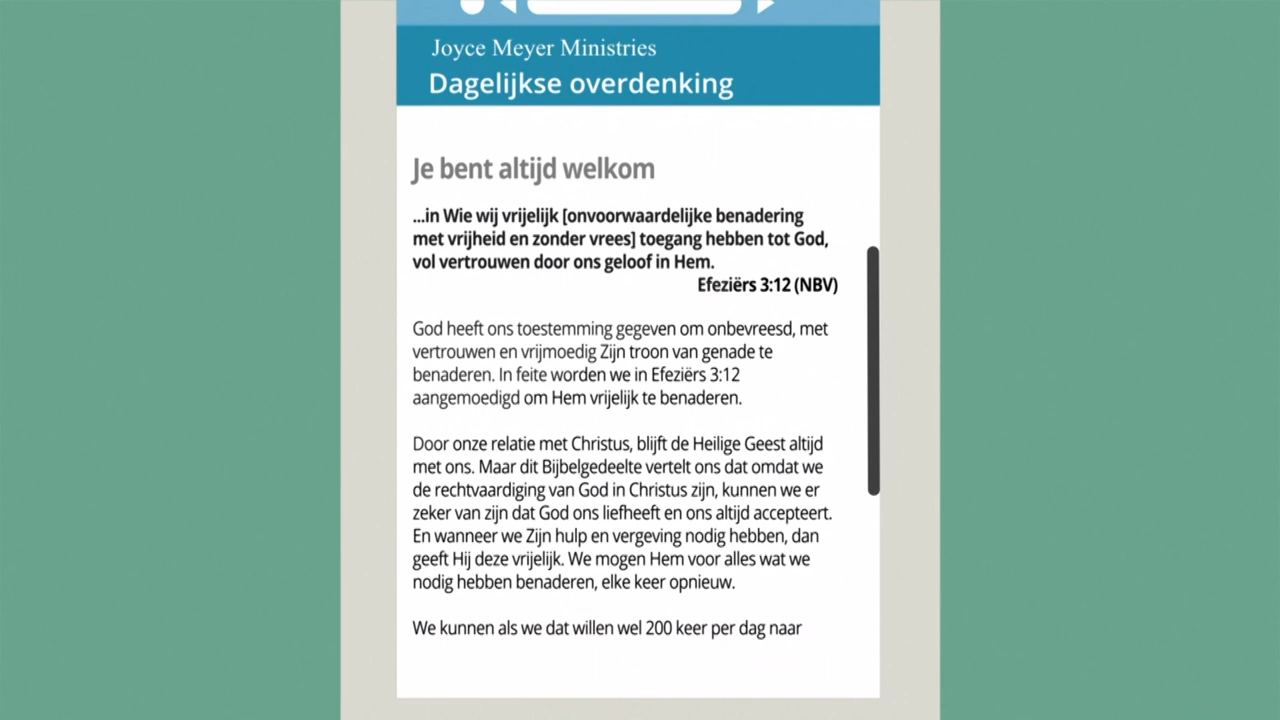 Joyce Meyer Ministries
Dagelijkse overdenking
Je bent altijd welkom
...in Wie wij vrijelijk [onvoorwaardelijke benadering
met vrijheid en zonder vrees] toegang hebben tot God,
vol vertrouwen door ons geloof in Hem.
Efeziërs 3:12 (NBV)
God heeft ons toestemming gegeven om onbevreesd, met
vertrouwen en vrijmoedig Zijn troon van genade te
benaderen. In feite worden we in Efeziërs 3:12
aangemoedigd om Hem vrijelijk te benaderen.
Door onze relatie met Christus, blijft de Heilige Geest altijd
met ons. Maar dit Bijbelgedeelte vertelt ons dat omdat we
de rechtvaardiging van God in Christus zijn, kunnen we er
zeker van zijn dat God ons liefheeft en ons altijd accepteert.
En wanneer we Zijn hulp en vergeving nodig hebben, dan
geeft Hij deze vrijelijk. We mogen Hem voor alles wat we
nodig hebben benaderen, elke keer opnieuw.
We kunnen als we dat willen wel 200 keer per dag naar